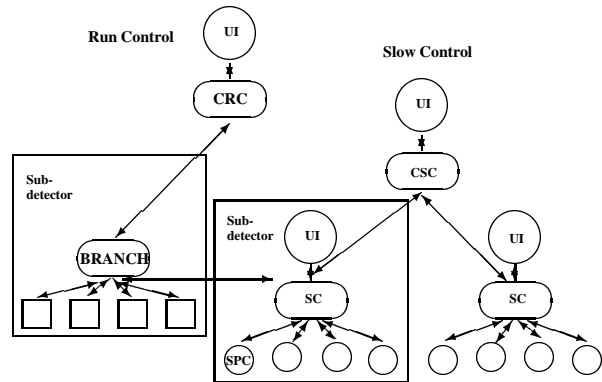 Run Control
UI
Slow Control
CRC
UI
CSC
Sub-
detector
Sub-
detector
UI
UI
BRANCH
SC
SC
SPC